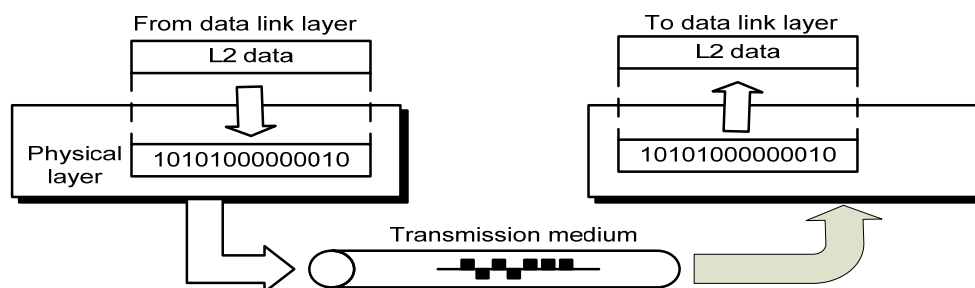 From data link layer
L2 data
Physical
layer
10101000000010
To data link layer
L2 data
10101000000010
Transmission medium